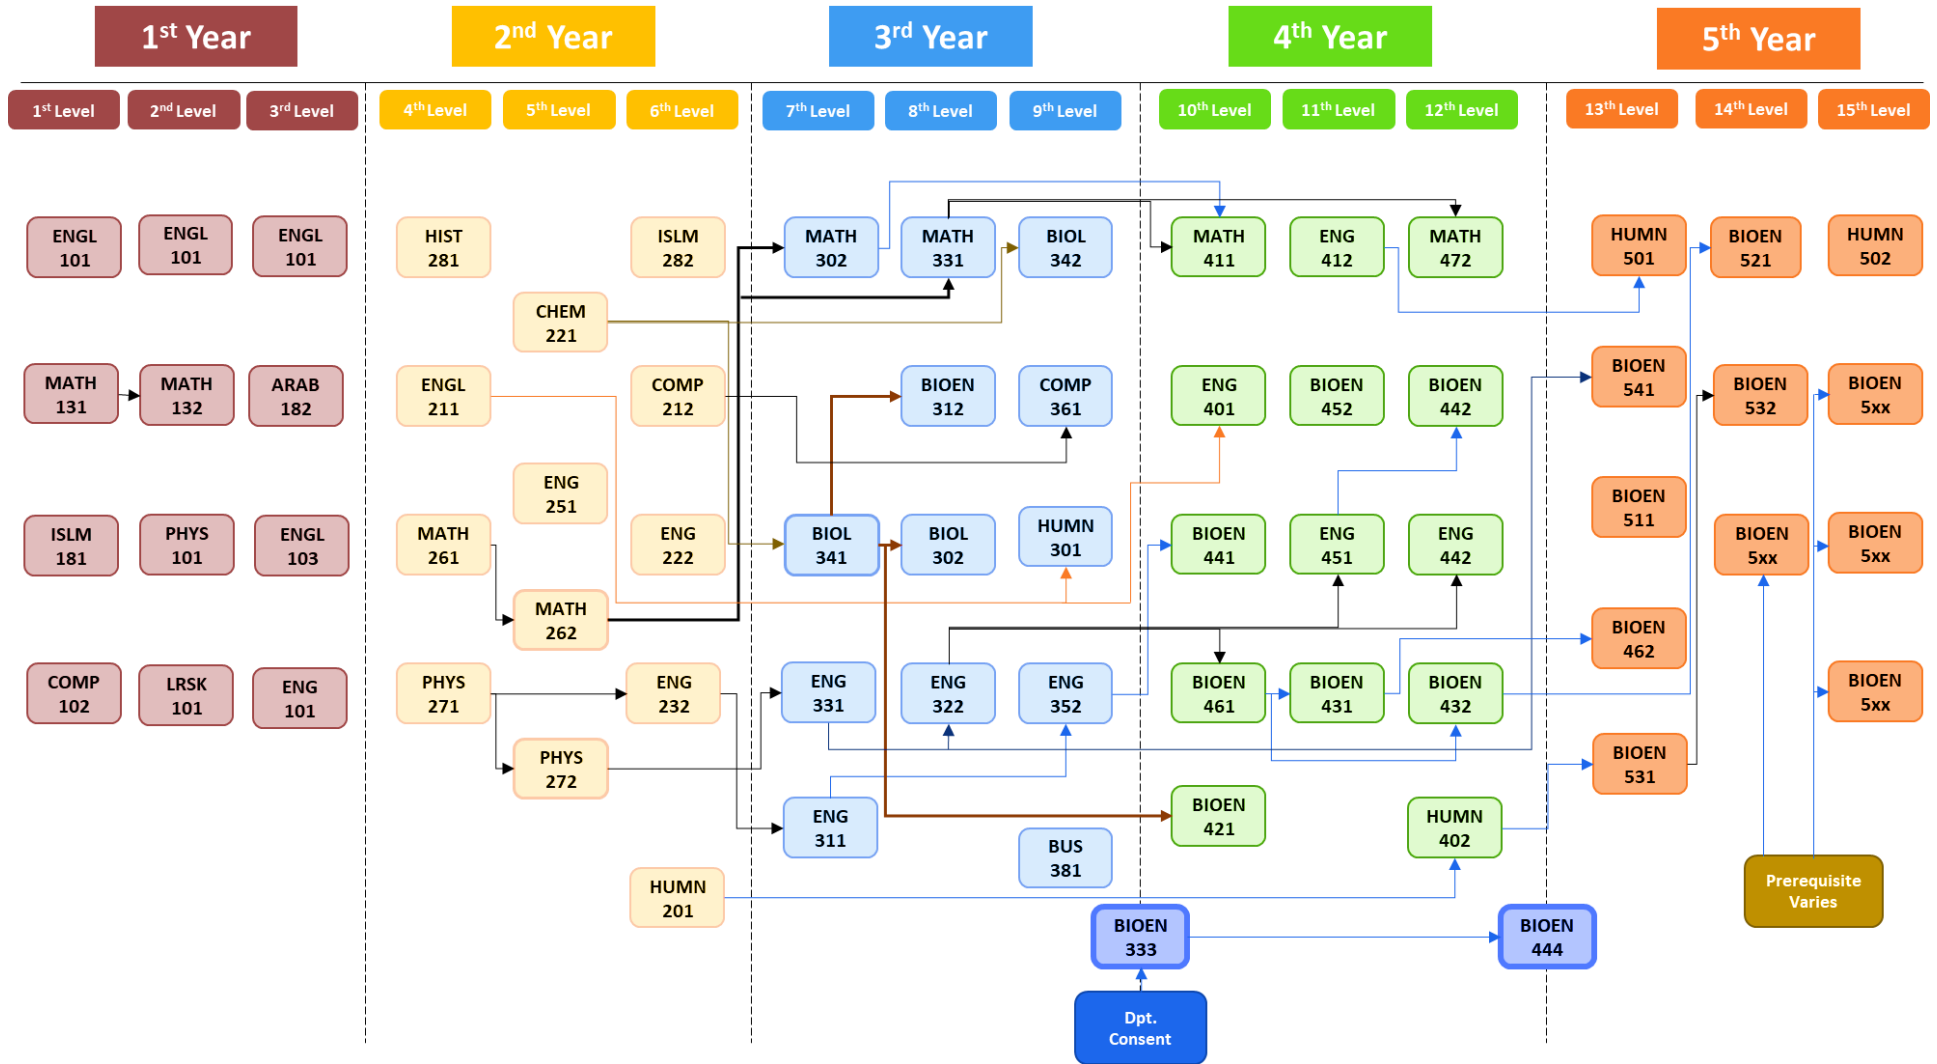 1st Year
2nd Year
3rd Year
4th Year
5th Year
1st Level
2nd Level
3rd Level
4th Level
5th Level
6th Level
7th Level
8th Level
9th Level
10th Level
11th Level
12th Level
13th Level
14th Level
15th Level
ENGL
101
ENGL
101
ENGL
101
HIST
281
ISLM
282
MATH
302
MATH
331
BIOL
342
MATH
411
ENG
412
MATH
472
HUMN
501
BIOEN
521
HUMN
502
CHEM
221
MATH
131
MATH
132
ARAB
182
ENGL
211
COMP
212
BIOEN
312
COMP
361
ENG
401
BIOEN
452
BIOEN
442
BIOEN
541
BIOEN
532
BIOEN
5xx
ENG
251
BIOEN
511
ISLM
181
PHYS
101
ENGL
103
MATH
261
ENG
222
BIOL
341
BIOL
302
HUMN
301
BIOEN
441
ENG
451
ENG
442
BIOEN
5xx
BIOEN
5xx
MATH
262
BIOEN
462
COMP
102
LRSK
101
ENG
101
PHYS
271
ENG
232
ENG
331
ENG
322
ENG
352
BIOEN
461
BIOEN
431
BIOEN
432
BIOEN
5xx
PHYS
272
BIOEN
531
ENG
311
BIOEN
421
HUMN
402
BUS
381
HUMN
201
Prerequisite
Varies
BIOEN
333
BIOEN
444
Dpt.
Consent